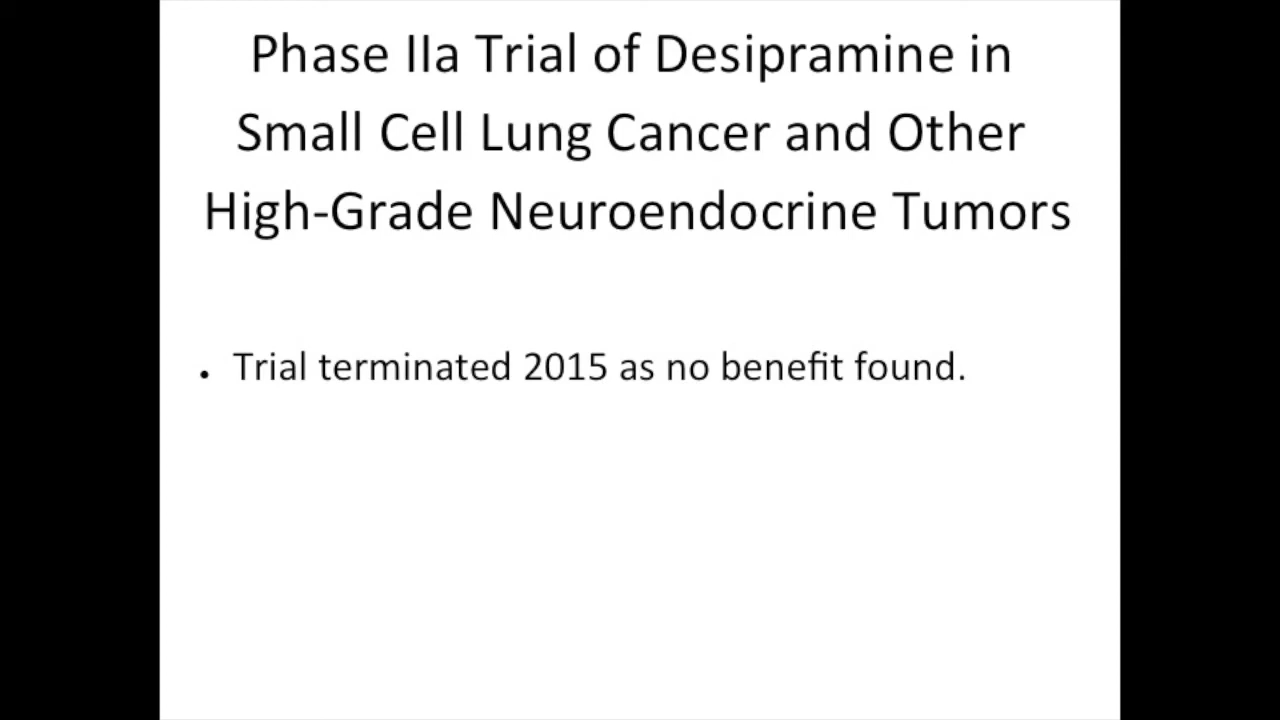 Phase IIa Trial of Desipramine in
Small Cell Lung Cancer and Other
High-Grade Neuroendocrine Tumors
• Trial terminated 2015 as no benefit found.